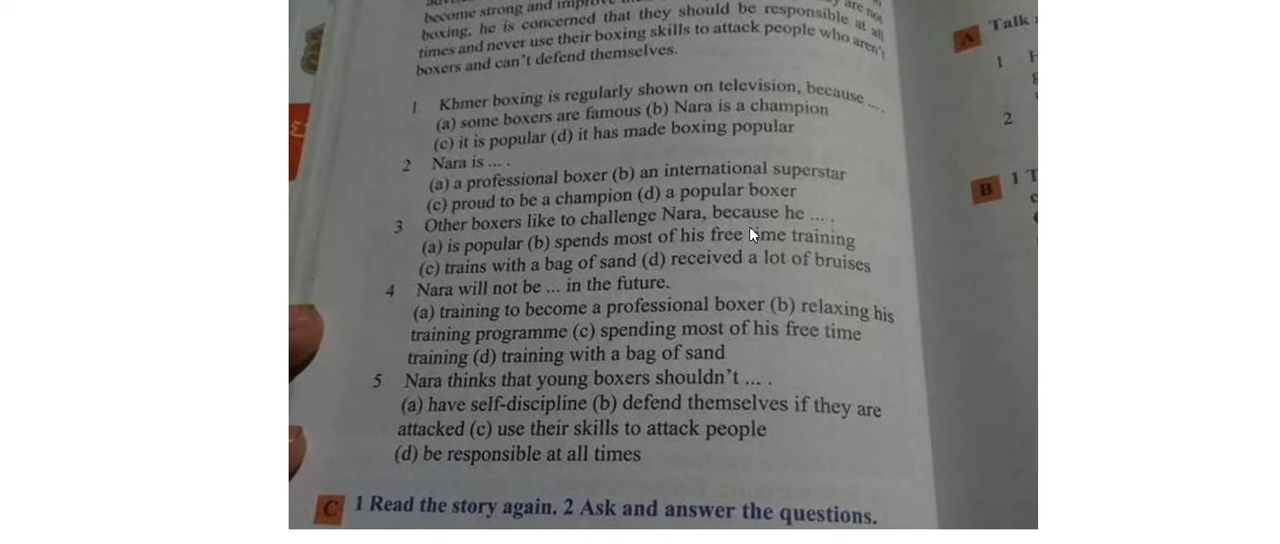 become strong and
boxing, he is concerned that they should be responsible at all
times and never use their boxing skills to attack people who aren't
boxers and can't defend themselves.
1 Khmer boxing is regularly shown on television, because ... .
(a) some boxers are famous (b) Nara is a champion
(c) it is popular (d) it has made boxing popular
2 Nara is ... .
(a) a professional boxer (b) an international superstar
(c) proud to be a champion (d) a popular boxer
3 Other boxers like to challenge Nara, because he ... .
(a) is popular (b) spends most of his free time training
(c) trains with a bag of sand (d) received a lot of bruises
4 Nara will not be ... in the future.
(a) training to become a professional boxer (b) relaxing his
training programme (c) spending most of his free time
training (d) training with a bag of sand
5 Nara thinks that young boxers shouldn't ... .
(a) have self-discipline (b) defend themselves if they are
attacked (c) use their skills to attack people
(d) be responsible at all times
C 1 Read the story again. 2 Ask and answer the questions.
A Talk
1
2
B 1